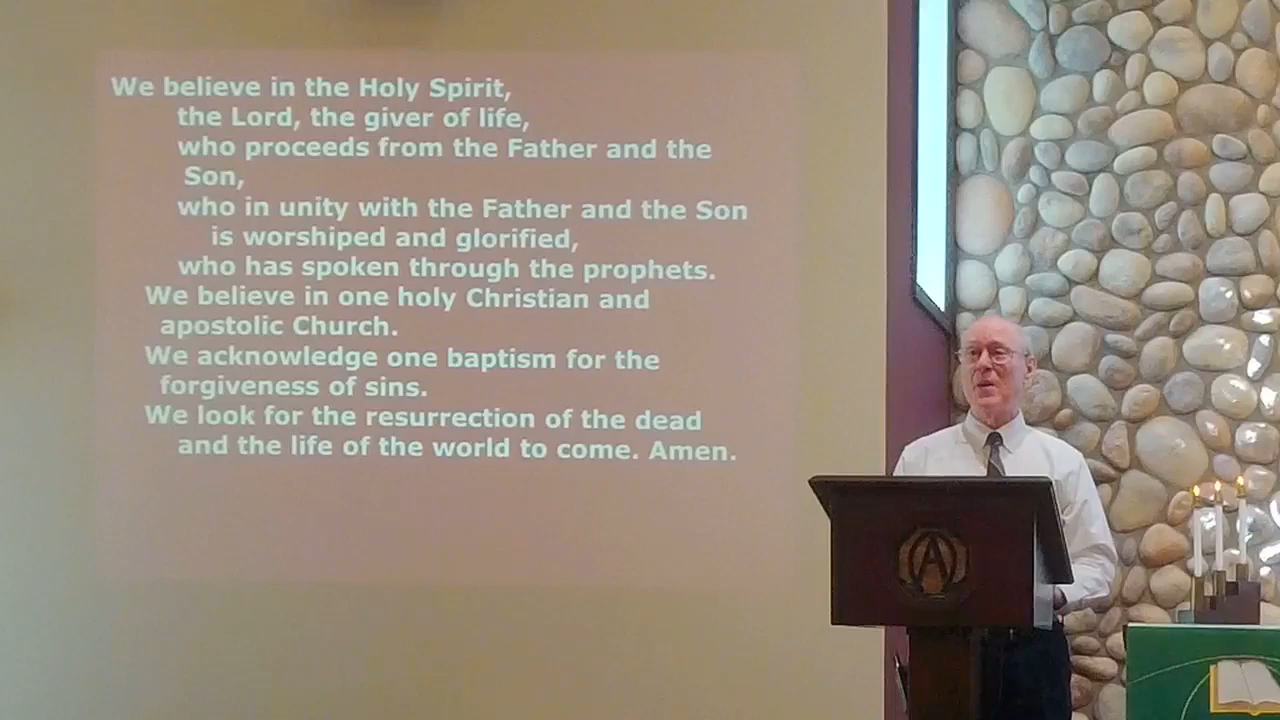 We believe in the Holy Spirit,
the Lord, the giver of life,
who proceeds from the Father and the
Son,
who in unity with the Father and the Son
is worshiped and glorified,
who has spoken through the prophets.
We believe in one holy Christian and
apostolic Church.
We acknowledge one baptism for the
forgiveness of sins.
We look for the resurrection of the dead
and the life of the world to come. Amen.